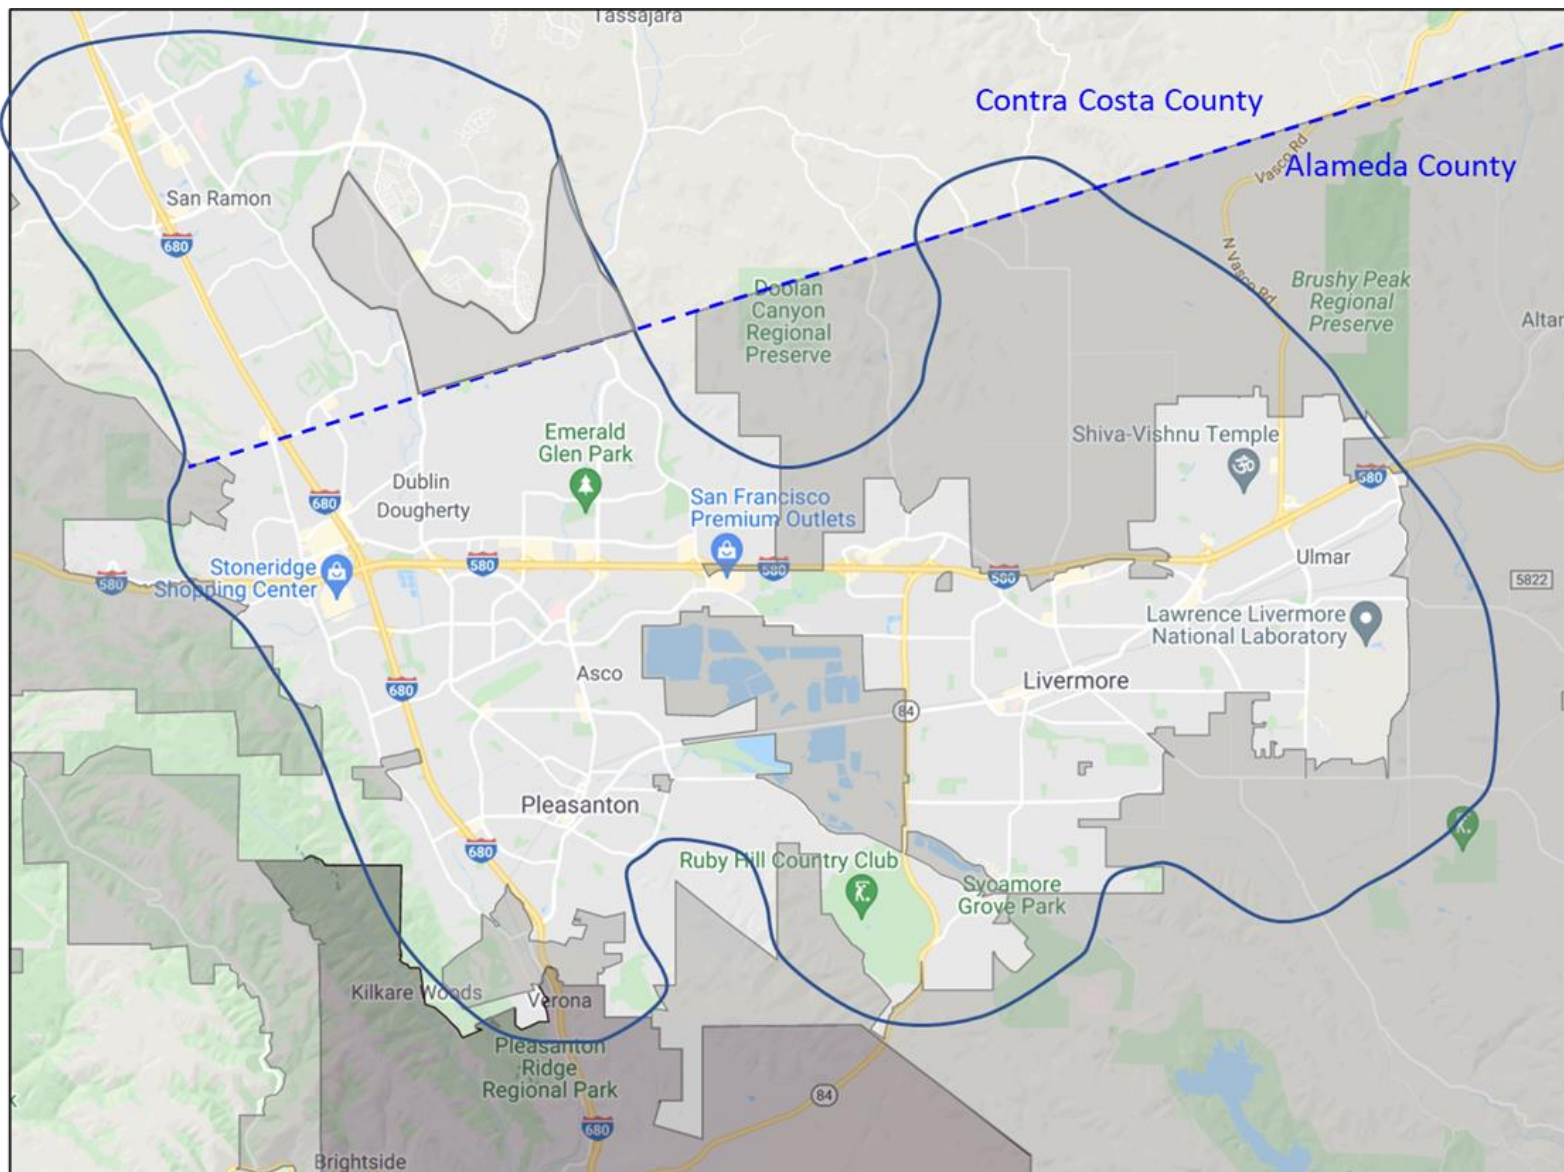 Tassajara
Contra Costa County
Alameda County
Vasco Rd
San Ramon
680
N Vasco Rd
Doolan
Canyon
Regional
Preserve
Brushy Peak
Regional
Preserve
Altar
Emerald
Glen Park
Shiva-Vishnu Temple
Dublin
Dougherty
680
San Francisco
Premium Outlets
580
Stoneridge
Shopping Center
580
580
580
580
Ulmar
5822
Lawrence Livermore
National Laboratory
Asco
680
Livermore
84
Pleasanton
680
Ruby Hill Country Club
Sycamore
Grove Park
Kilkare Woods
Verona
Pleasanton
Ridge
Regional Park
84
680
Brightside